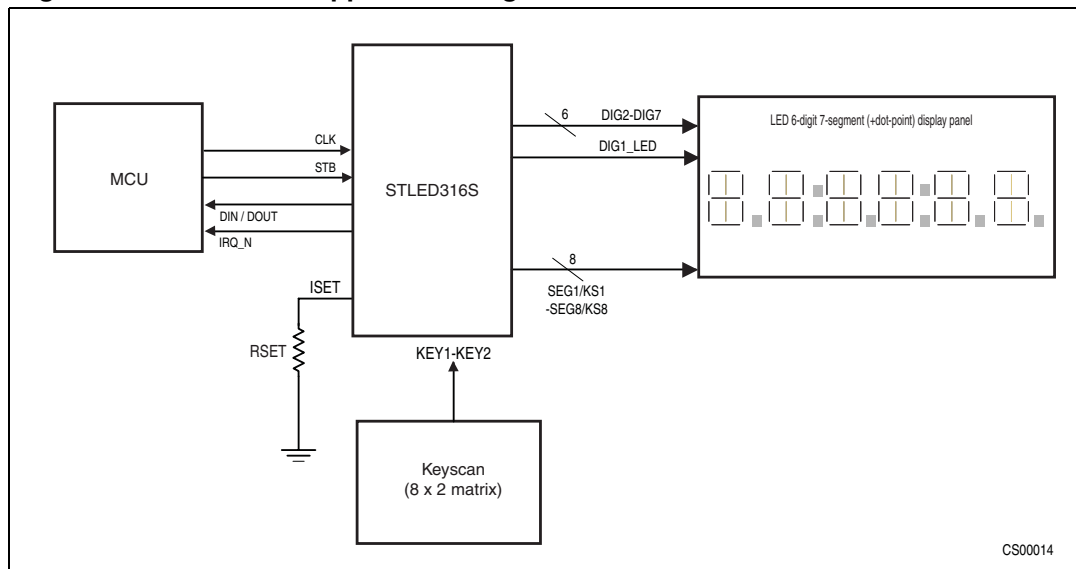 MCU
CLK
STB
DIN / DOUT
IRQ_N
STLED316S
6
DIG2-DIG7
DIG1_LED
LED 6-digit 7-segment (+dot-point) display panel
8
SEG1/KS1
-SEG8/KS8
ISET
RSET
KEY1-KEY2
Keyscan
(8 x 2 matrix)
CS00014